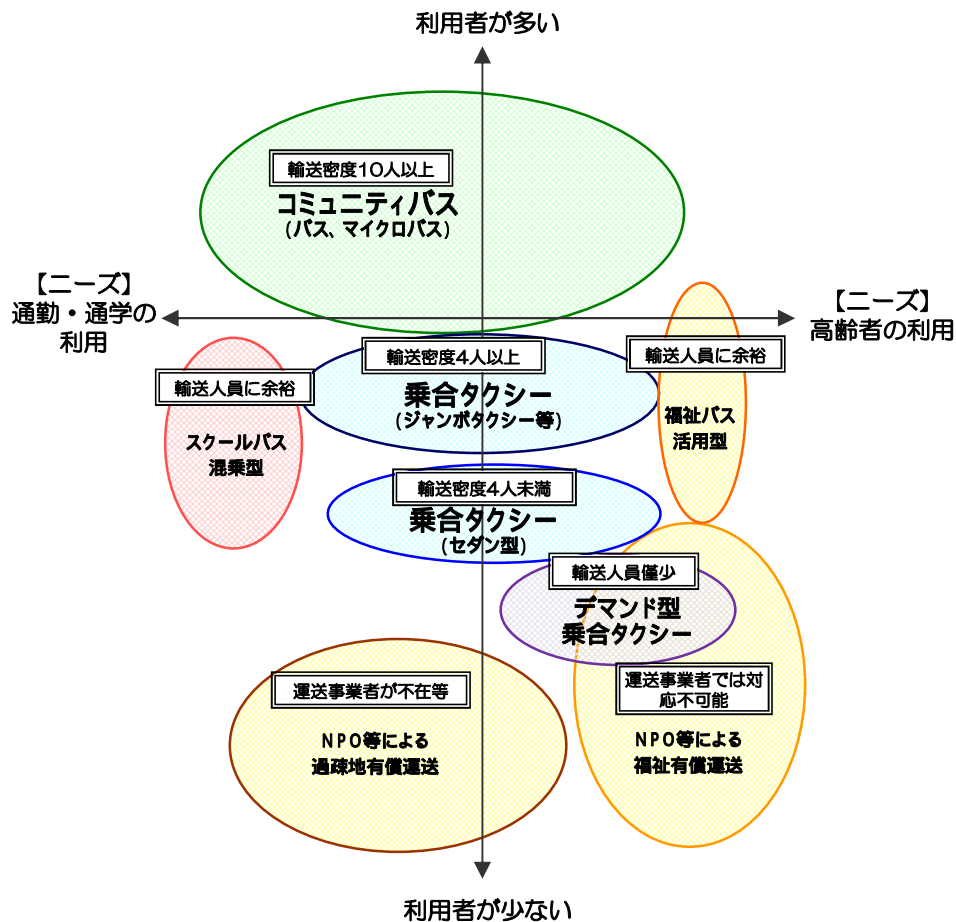 利用者が多い
輸送密度10人以上
コミュニティバス
(バス、マイクロバス)
【ニーズ】
通勤・通学の
利用
【ニーズ】
高齢者の利用
輸送密度4人以上
乗合タクシー
(ジャンボタクシー等)
輸送人員に余裕
福祉バス
活用型
輸送人員に余裕
スクールバス
混乗型
輸送密度4人未満
乗合タクシー
(セダン型)
輸送人員僅少
デマンド型
乗合タクシー
運送事業者が不在等
NPO等による
過疎地有償運送
運送事業者では対
応不可能
NPO等による
福祉有償運送
利用者が少ない